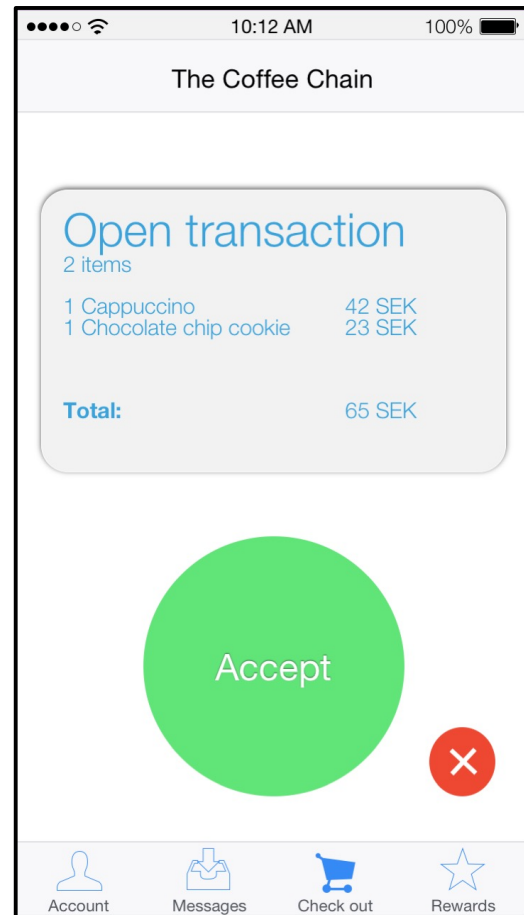 10:12 AM 100%
The Coffee Chain
Open transaction
2 items
1 Cappuccino 42 SEK
1 Chocolate chip cookie 23 SEK
Total: 65 SEK
Accept
Account Messages Check out Rewards